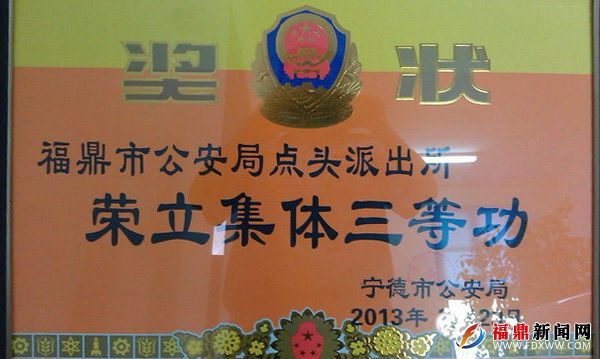 奖 状
福鼎市公安局点头派出所
荣立集体三等功
宁德市公安局
2013年
福鼎新闻网
WWW.FDXWW.COM